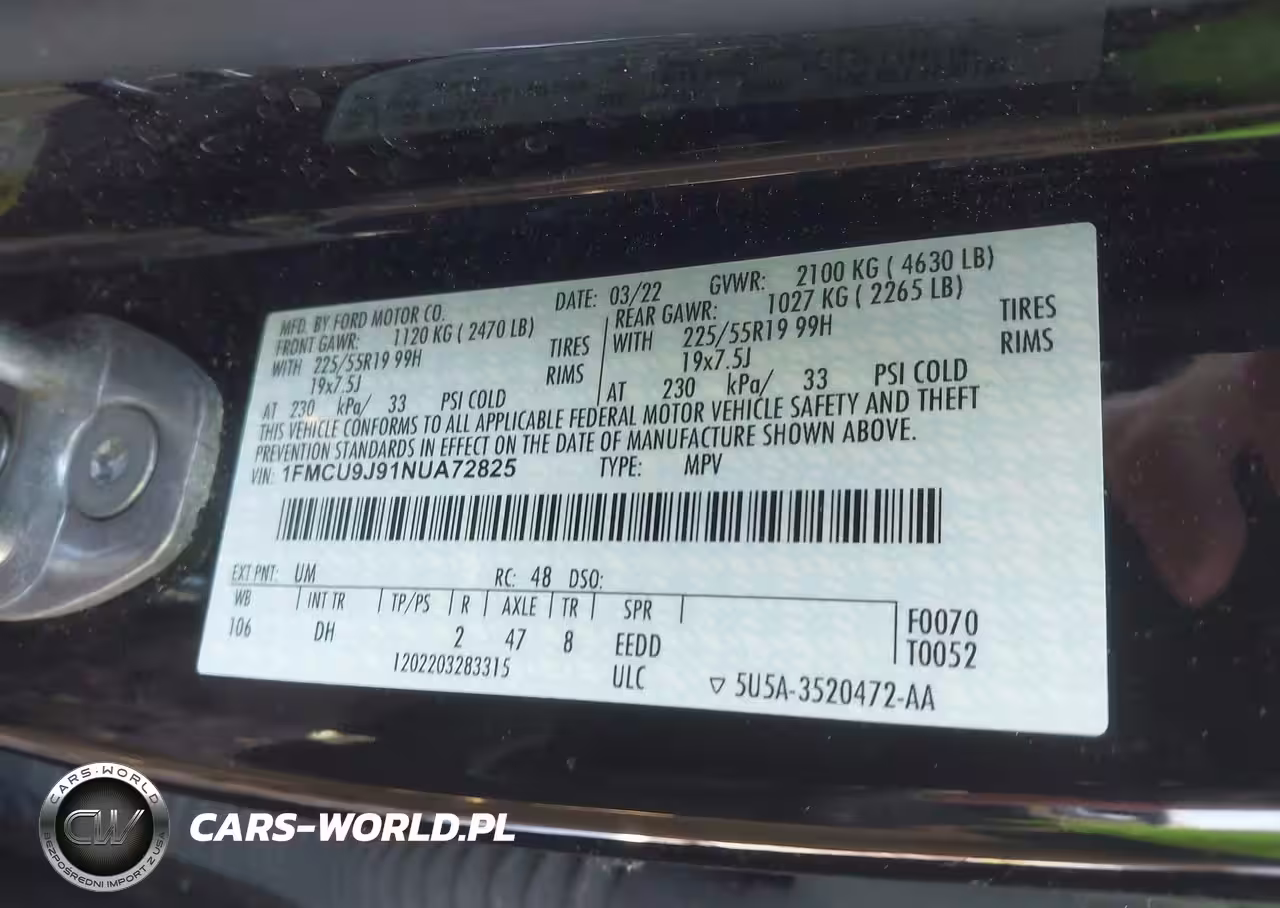 MFD. BY FORD MOTOR CO. DATE: 03/22 GVWR: 2100 KG ( 4630 LB)
FRONT GAWR: 1120 KG ( 2470 LB) REAR GAWR: 1027 KG ( 2265 LB)
WITH 225/55R19 99H TIRES WITH 225/55R19 99H TIRES
19x7.5J RIMS 19x7.5J RIMS
AT 230 kPa/ 33 PSI COLD AT 230 kPa/ 33 PSI COLD
THIS VEHICLE CONFORMS TO ALL APPLICABLE FEDERAL MOTOR VEHICLE SAFETY AND THEFT
PREVENTION STANDARDS IN EFFECT ON THE DATE OF MANUFACTURE SHOWN ABOVE.
VIN: 1FMCU9J91NUA72825 TYPE: MPV
EXT PNT: UM RC: 48 DSO:
WB INT TR TP/PS R AXLE TR SPR F0070
106 DH 2 47 8 EEDD T0052
1202203283315 ULC ▽ 5U5A-3520472-AA
CARS-WORLD
CW
BEZPOŚREDNI IMPORT Z USA
CARS-WORLD.PL